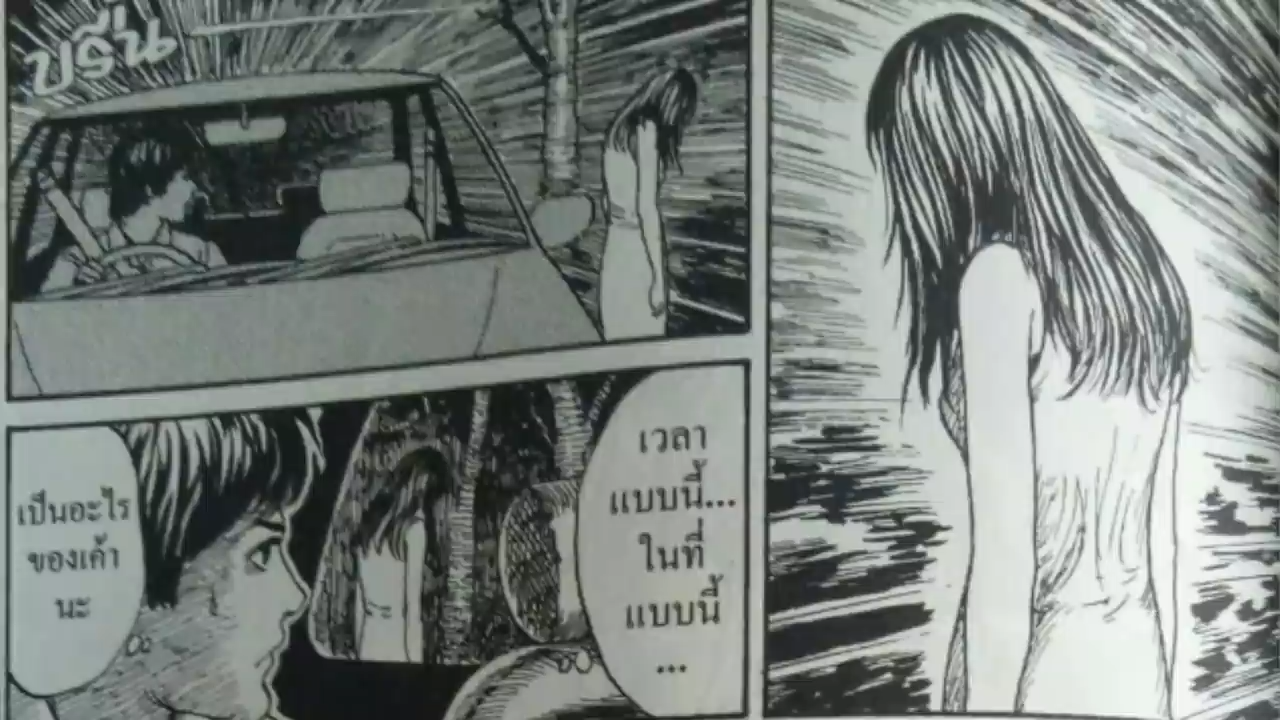 บรื่น
เวลา
แบบนี้...
ในที่
แบบนี้
...
เป็นอะไร
ของเค้า
นะ